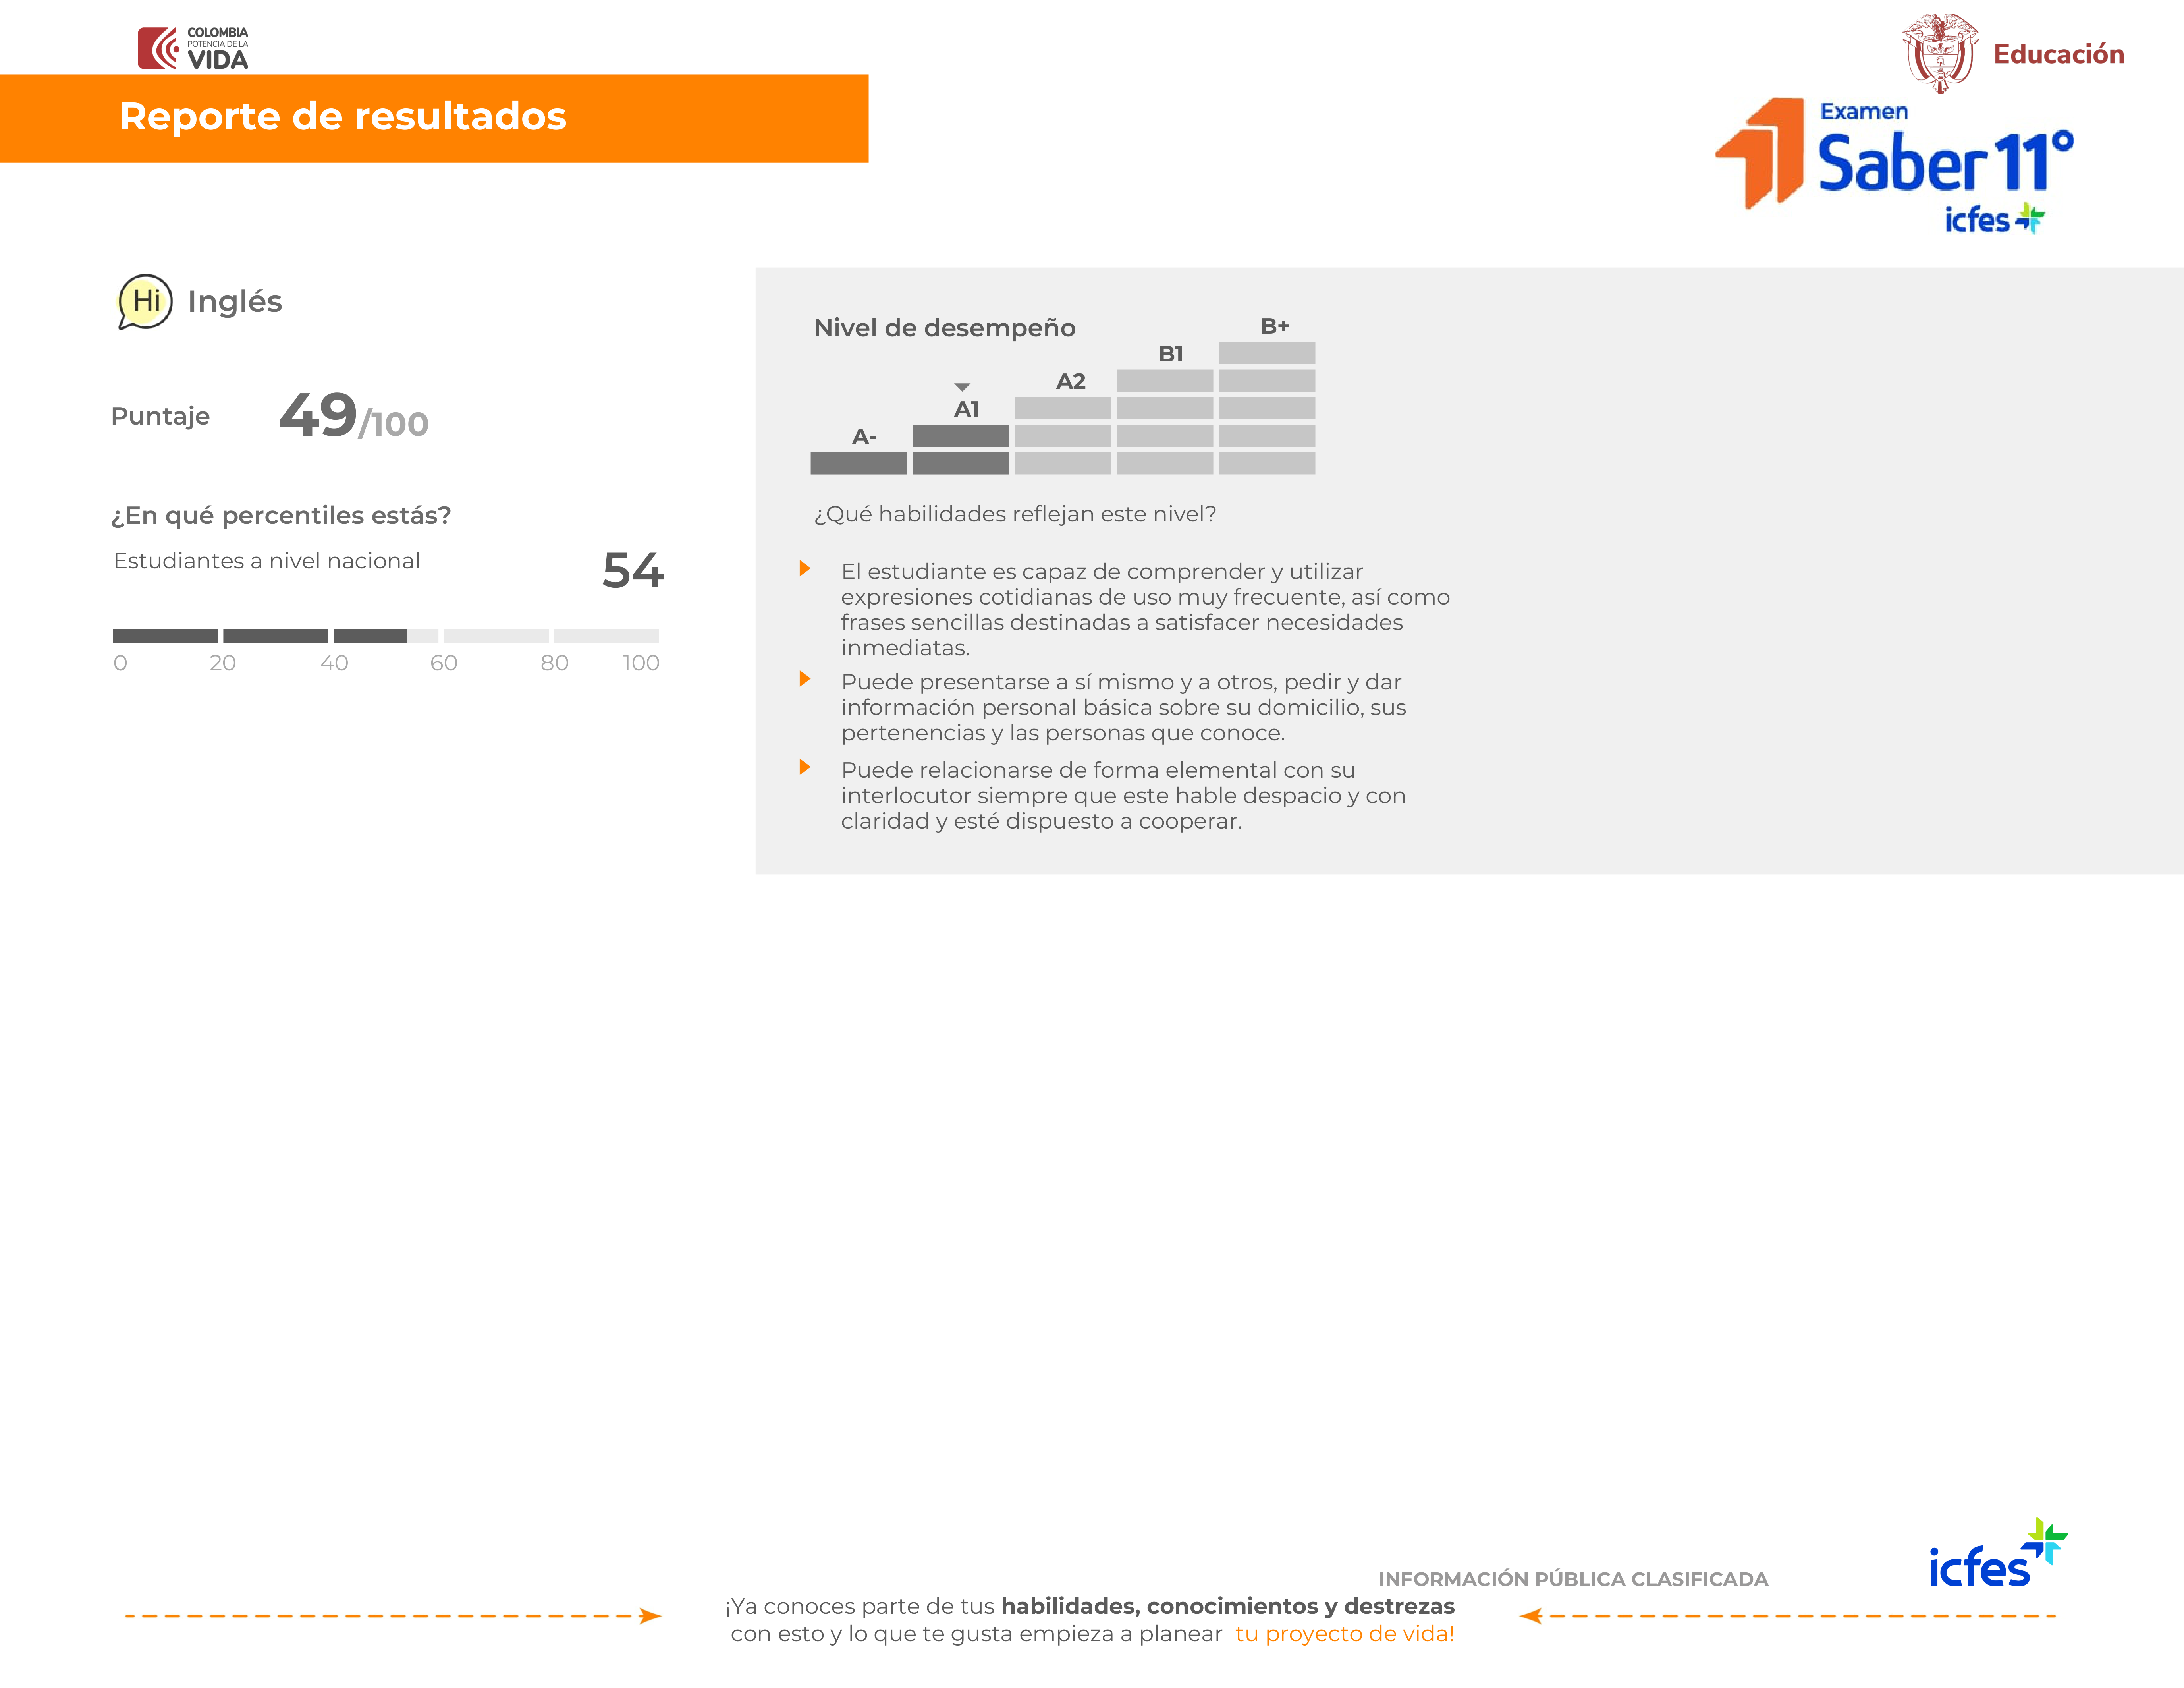 COLOMBIA
POTENCIA DE LA
VIDA
Educación
Reporte de resultados
Examen
Saber 11°
icfes
Hi
Inglés
Puntaje
49/100
¿En qué percentiles estás?
Estudiantes a nivel nacional
54
0 20 40 60 80 100
Nivel de desempeño
B+
B1
A2
A1
A-
¿Qué habilidades reflejan este nivel?
El estudiante es capaz de comprender y utilizar
expresiones cotidianas de uso muy frecuente, así como
frases sencillas destinadas a satisfacer necesidades
inmediatas.
Puede presentarse a sí mismo y a otros, pedir y dar
información personal básica sobre su domicilio, sus
pertenencias y las personas que conoce.
Puede relacionarse de forma elemental con su
interlocutor siempre que este hable despacio y con
claridad y esté dispuesto a cooperar.
INFORMACIÓN PÚBLICA CLASIFICADA
icfes
¡Ya conoces parte de tus habilidades, conocimientos y destrezas
con esto y lo que te gusta empieza a planear tu proyecto de vida!